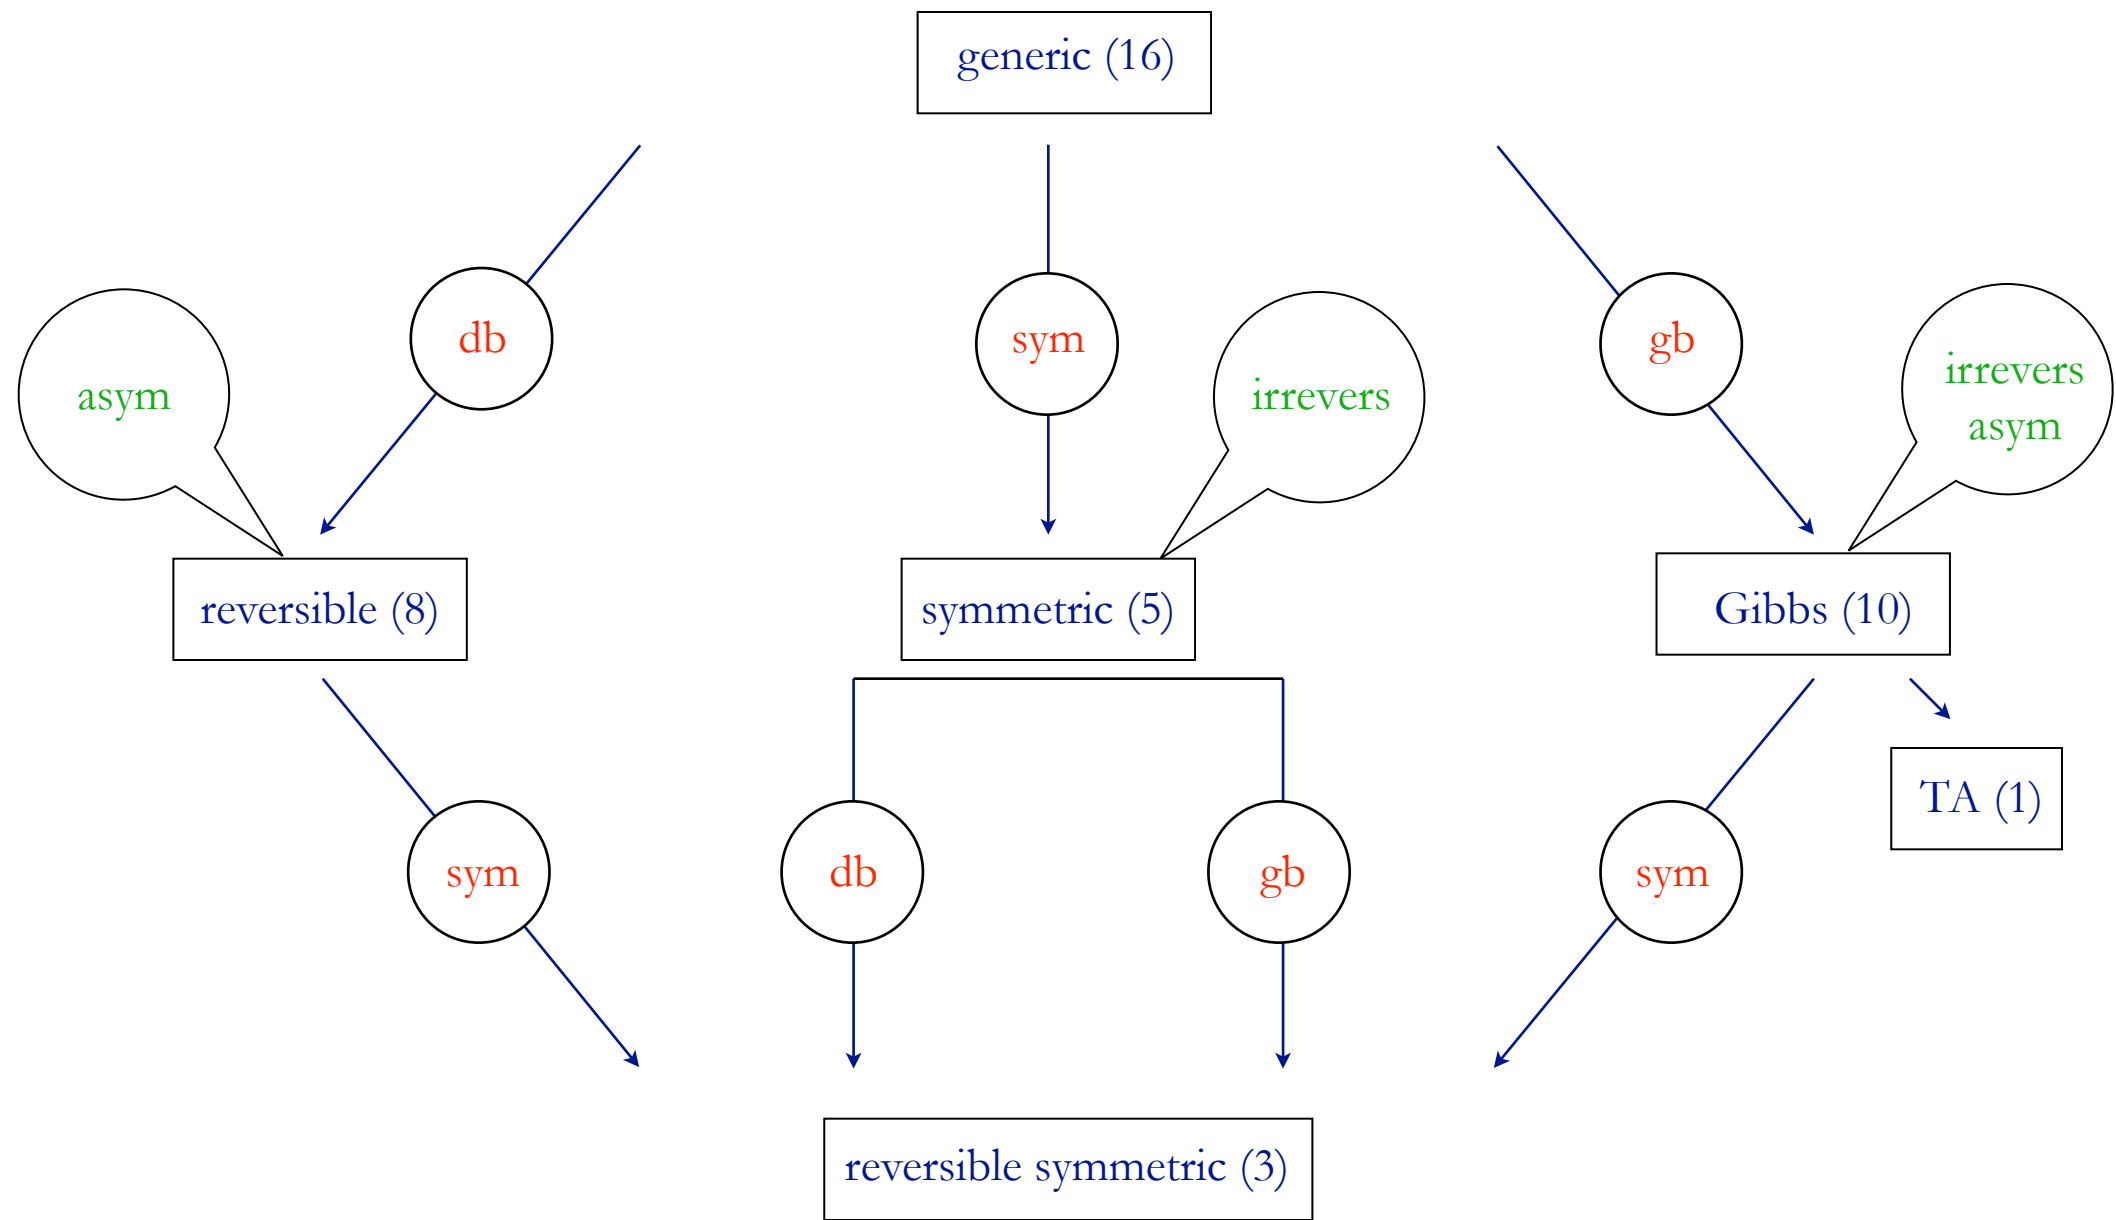 generic (16)
db
sym
gb
asym
irrevers
irrevers
asym
reversible (8)
symmetric (5)
Gibbs (10)
TA (1)
sym
db
gb
sym
reversible symmetric (3)